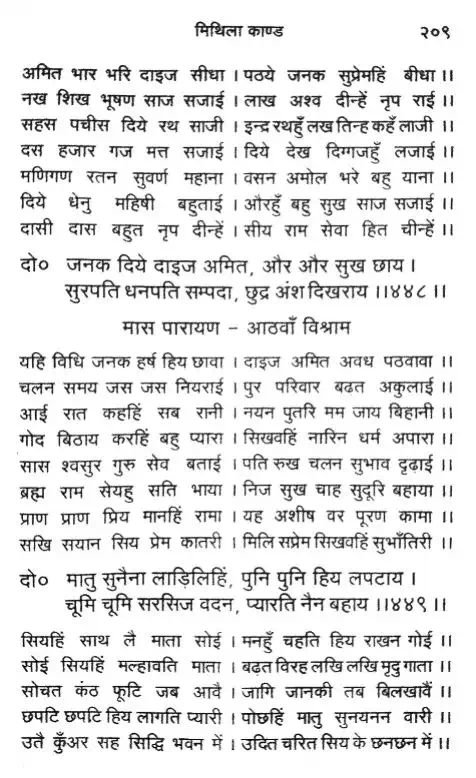 मिथिला काण्ड २०९
अमित भार भरि दाइज सीधा । पठये जनक सुप्रेमहिं बीधा ।।
नख शिख भूषण साज सजाई । लाख अश्व दीन्हें नृप राई ।।
सहस पचीस दिये रथ साजी । इन्द्र रथहुँ लख तिन्ह कहँ लाजी ।।
दस हजार गज मत्त सजाई । दिये देख दिग्गजहुँ लजाई ।।
मणिगण रतन सुवर्ण महाना । वसन अमोल भरे बहु याना ।।
दिये धेनु महिषी बहुताई । औरहुँ बहु सुख साज सजाई ।।
दासी दास बहुत नृप दीन्हें । सीय राम सेवा हित चीन्हें ।।
दो० जनक दिये दाइज अमित, और और सुख छाय ।
सुरपति धनपति सम्पदा, छुद्र अंश दिखराय ।।४४८।।
मास पारायण – आठवाँ विश्राम
यहि विधि जनक हर्ष हिय छावा । दाइज अमित अवध पठवावा ।।
चलन समय जस जस नियराई । पुर परिवार बढ़त अकुलाई ।।
आई रात कहहिं सब रानी । नयन पुतरि मम जाय बिहानी ।।
गोद बिठाय करहिं बहु प्यारा । सिखवहिं नारिन धर्म अपारा ।।
सास श्वसुर गुरु सेव बताई । पति रुख चलन सुभाव दृढ़ाई ।।
ब्रह्म राम सेयहु सति भाया । निज सुख चाह सुदूरि बहाया ।।
प्राण प्राण प्रिय मानहिं रामा । यह अशीष वर पूरण कामा ।।
सखि सयान सिय प्रेम कातरी । मिलि सप्रेम सिखवहिं सुभाँतिरी ।।
दो० मातु सुनैना लाड़िलिहिं, पुनि पुनि हिय लपटाय ।
चूमि चूमि सरसिज वदन, प्यारति नैन बहाय ।।४४९।।
सियहिं साथ लै माता सोई । मनहुँ चहति हिय राखन गोई ।।
सोई सियहिं मल्हावति माता । बढ़त विरह लखि लखि मृदु गाता ।।
सोचत कंठ फूटि जब आवै । जागि जानकी तब बिलखावैं ।।
छपटि छपटि हिय लागति प्यारी । पोछहिं मातु सुनयनन वारी ।।
उतै कुँअर सह सिद्धि भवन में । उदित चरित सिय के छनछन में ।।